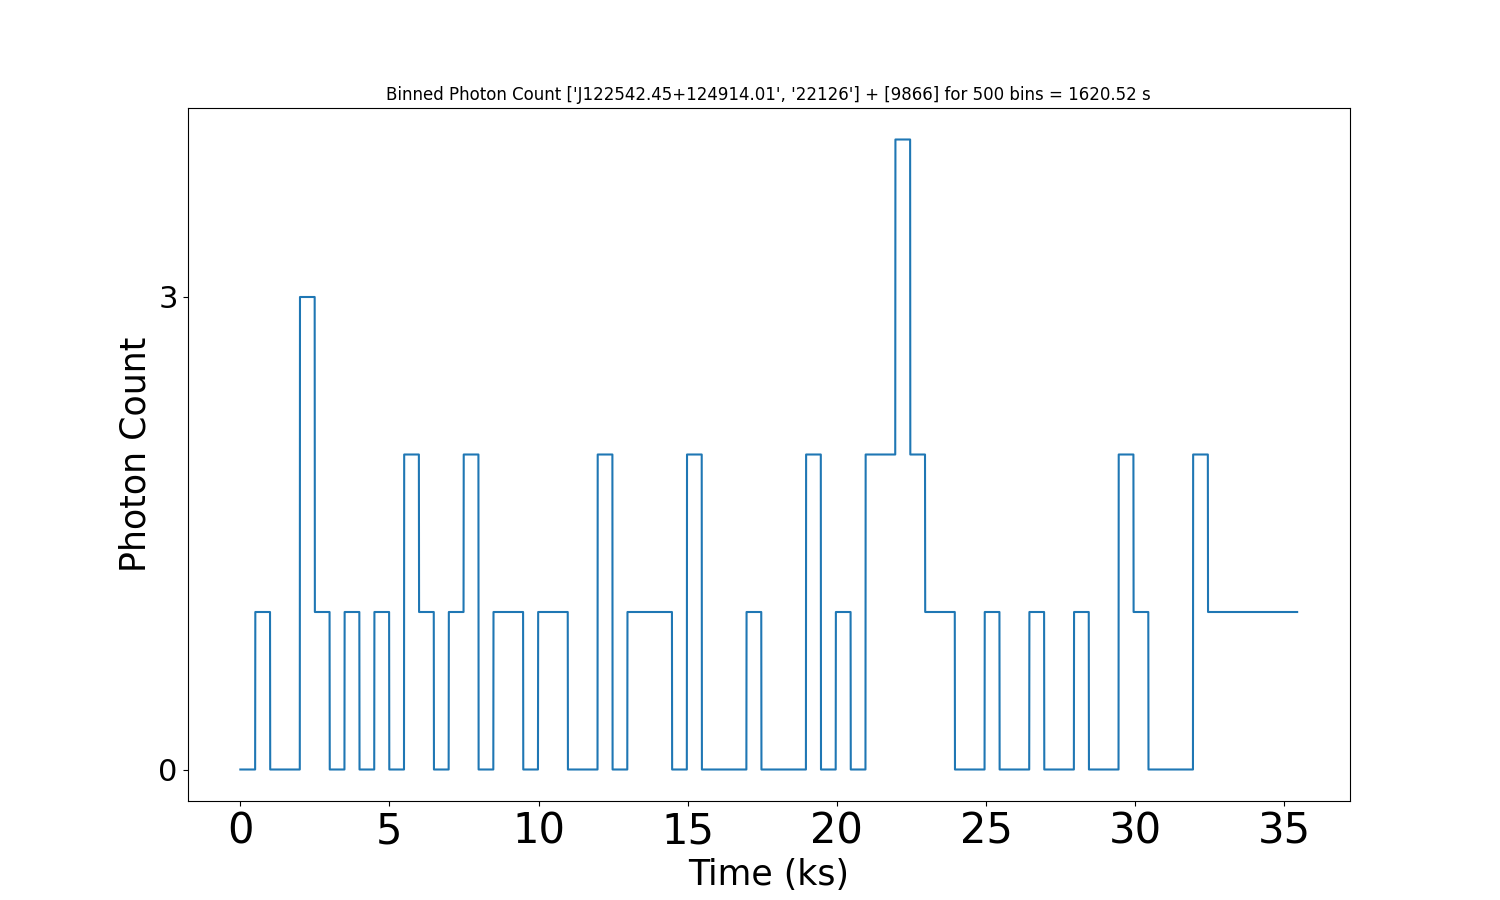 Binned Photon Count ['J122542.45+124914.01', '22126'] + [9866] for 500 bins = 1620.52 s
3
0
Photon Count
0 5 10 15 20 25 30 35
Time (ks)